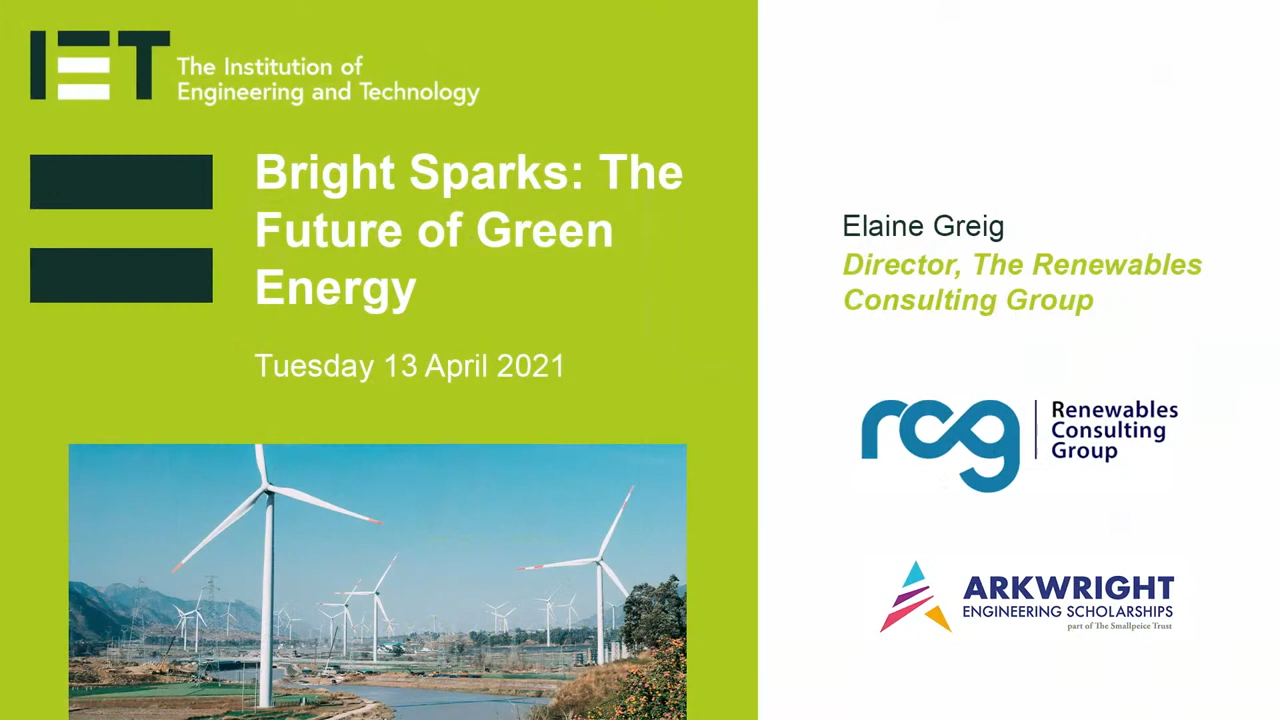 IET
The Institution of
Engineering and Technology
Bright Sparks: The
Future of Green
Energy
Tuesday 13 April 2021
Elaine Greig
Director, The Renewables
Consulting Group
rcg
Renewables
Consulting
Group
ARKWRIGHT
ENGINEERING SCHOLARSHIPS
part of The Smallpeice Trust